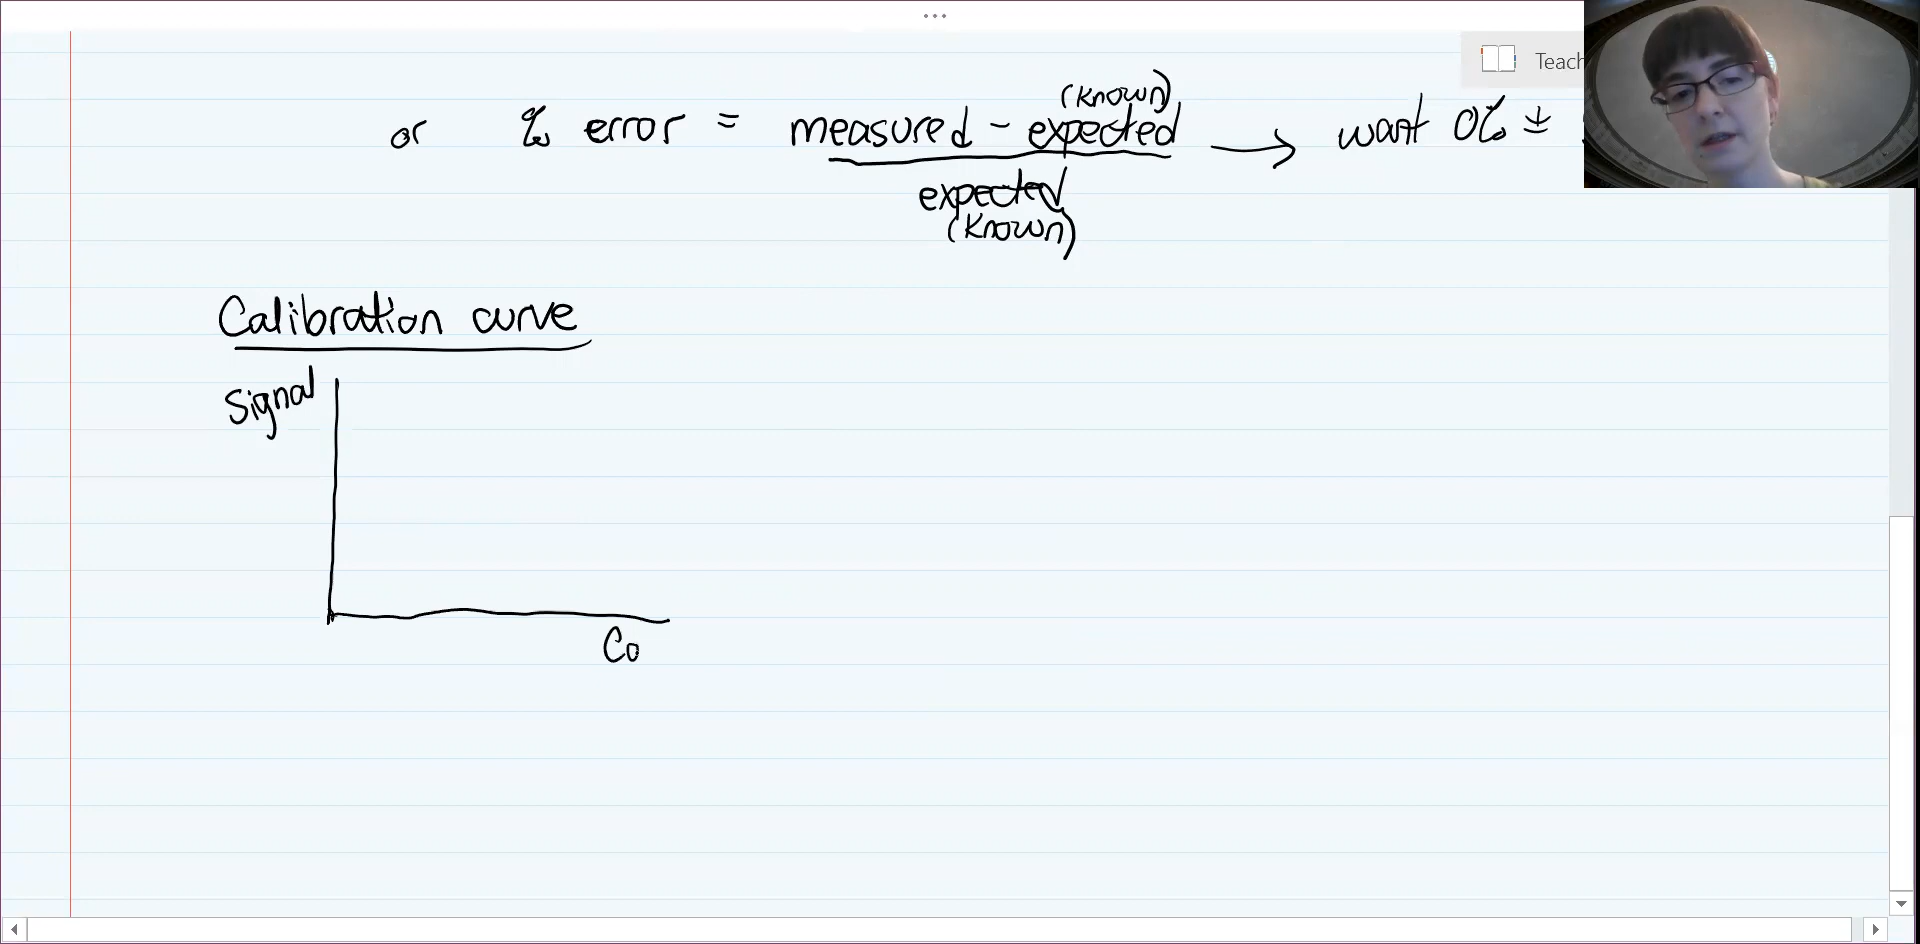 Teach
(known)
or % error = measured - expected → want 0% ±
expected
(known)
Calibration curve
Signal
Co